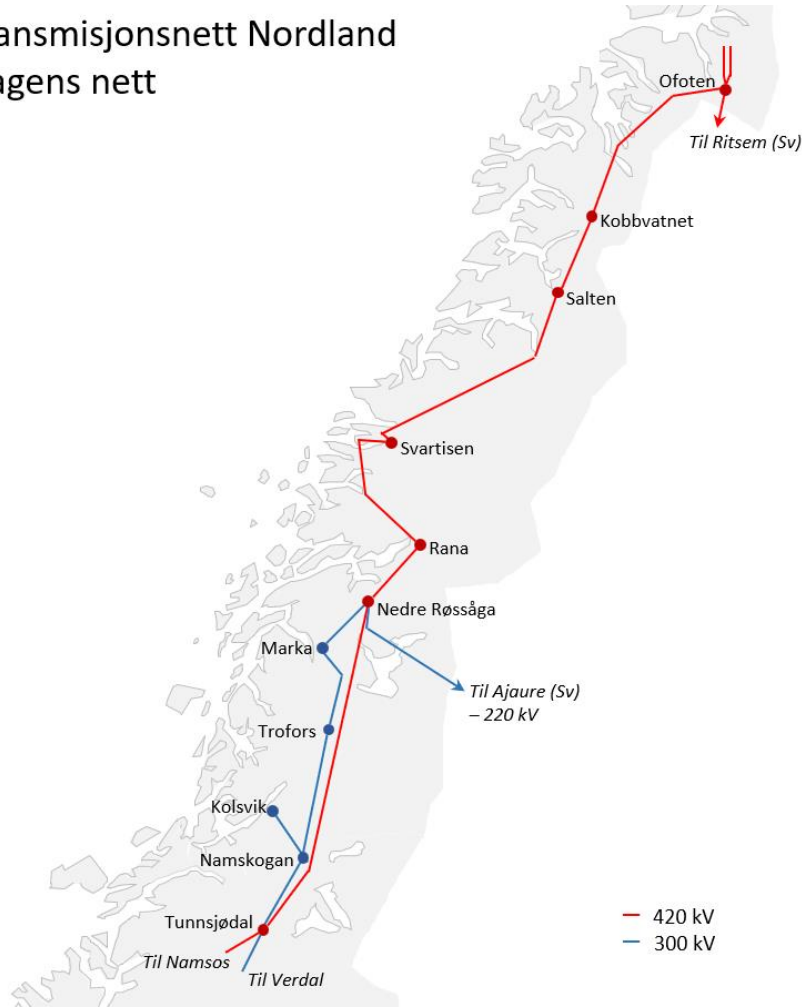 ansmisjonsnett Nordland
agens nett
Ofoten
Til Ritsem (Sv)
Kobbvatnet
Salten
Svartisen
Rana
Nedre Røssåga
Marka
Til Ajaure (Sv)
– 220 kV
Trofors
Kolsvik
Namskogan
Tunnsjødal
420 kV
300 kV
Til Namsos
Til Verdal